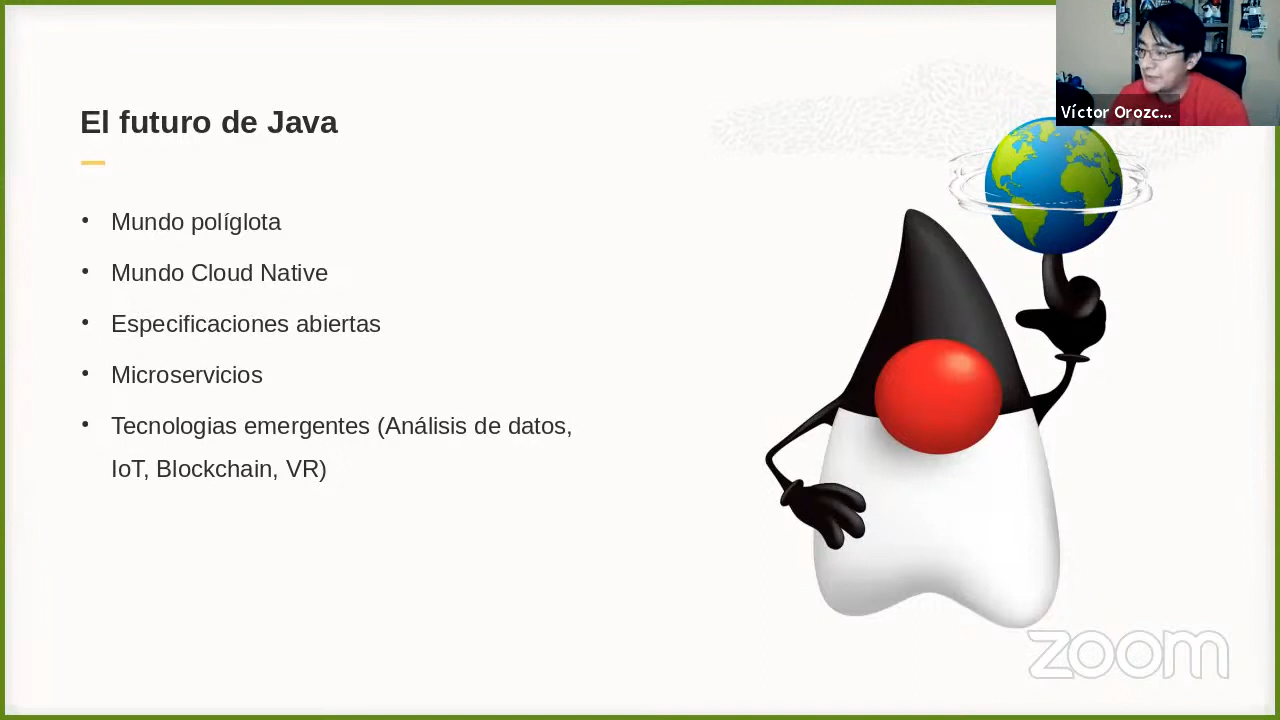 Víctor Orozc...
El futuro de Java
• Mundo políglota
• Mundo Cloud Native
• Especificaciones abiertas
• Microservicios
• Tecnologias emergentes (Análisis de datos,
IoT, Blockchain, VR)
zoom